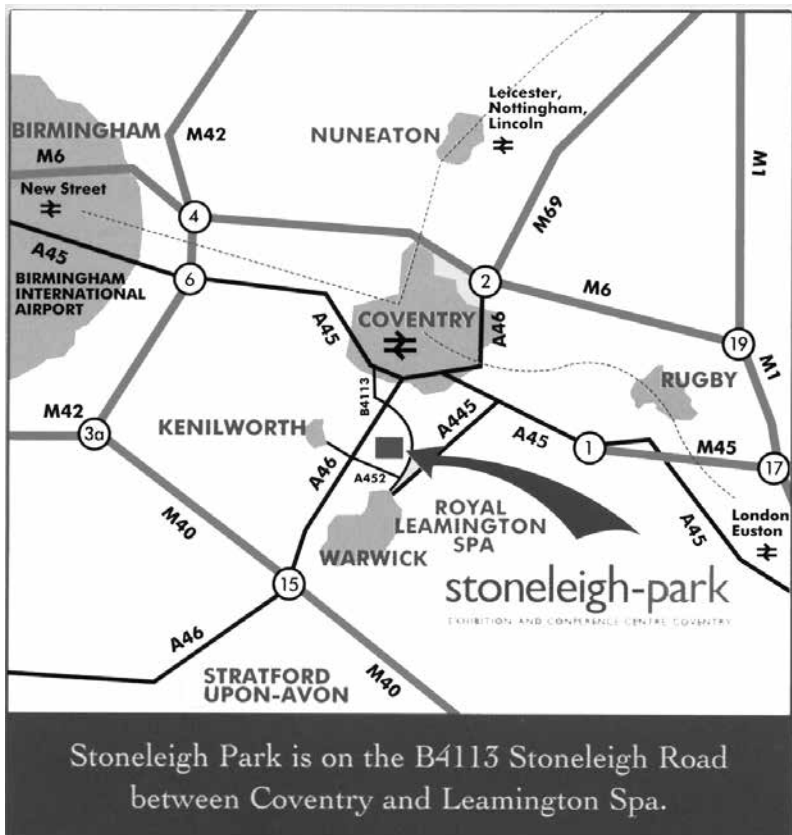 BIRMINGHAM
M6
New Street
M42
4
A45
BIRMINGHAM
INTERNATIONAL
AIRPORT
6
NUNEATON
Leicester,
Nottingham,
Lincoln
M69
M1
2
M6
COVENTRY
A45
A46
19
M1
RUGBY
B4113
M42
3a
KENILWORTH
A445
A45
1
M45
17
A46
A452
ROYAL
LEAMINGTON
SPA
WARWICK
London
Euston
A45
M40
15
stoneleigh-park
EXHIBITION AND CONFERENCE CENTRE COVENTRY
A46
STRATFORD
UPON-AVON
M40
Stoneleigh Park is on the B4113 Stoneleigh Road
between Coventry and Leamington Spa.